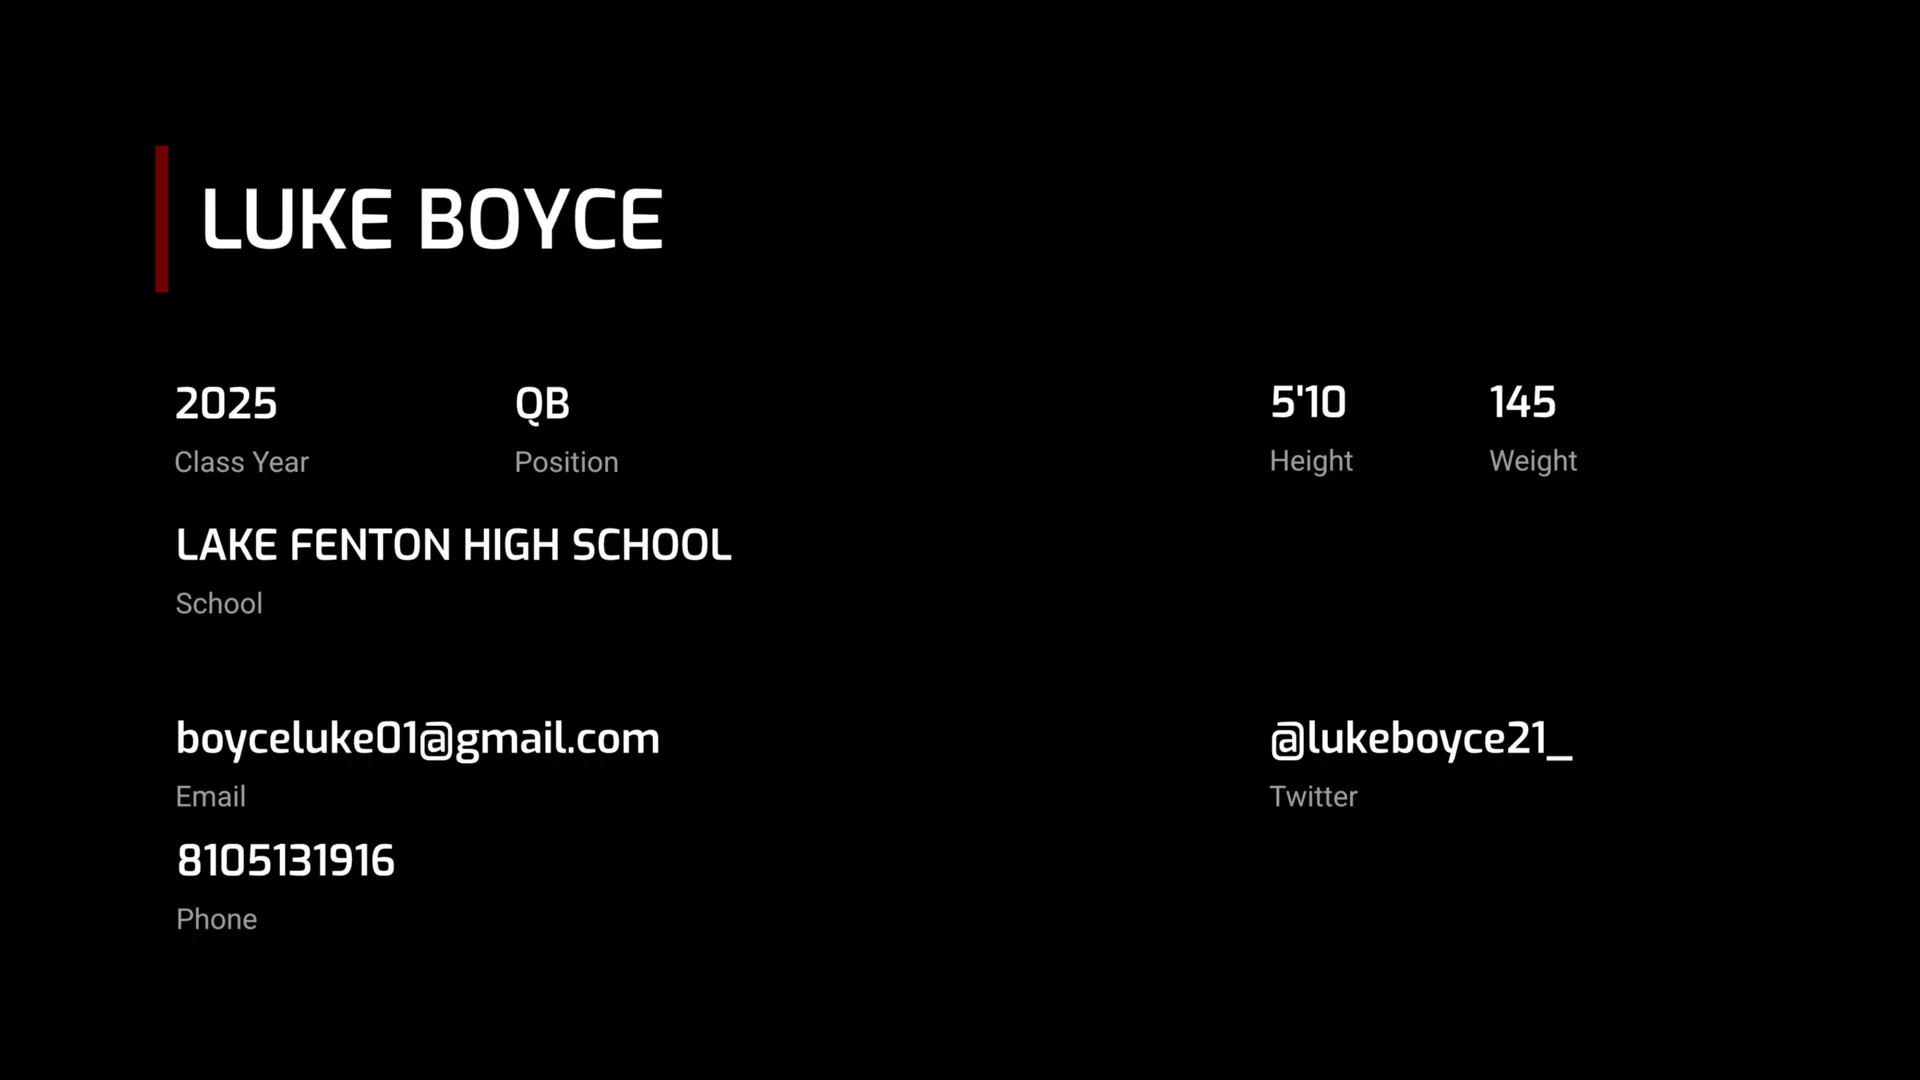 LUKE BOYCE
2025 QB 5'10 145
Class Year Position Height Weight
LAKE FENTON HIGH SCHOOL
School
boyceluke01@gmail.com @lukeboyce21_
Email Twitter
8105131916
Phone